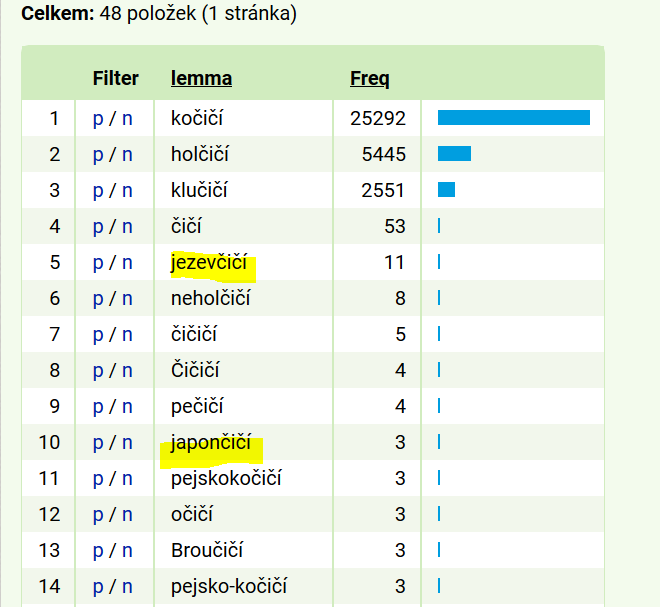 Celkem: 48 položek (1 stránka)
Filter lemma Freq
1 p / n kočičí 25292
2 p / n holčičí 5445
3 p / n klučičí 2551
4 p / n čičí 53
5 p / n jezevčičí 11
6 p / n neholčičí 8
7 p / n čičičí 5
8 p / n Čičičí 4
9 p / n pečičí 4
10 p / n japončičí 3
11 p / n pejskokočičí 3
12 p / n očičí 3
13 p / n Broučičí 3
14 p / n pejsko-kočičí 3